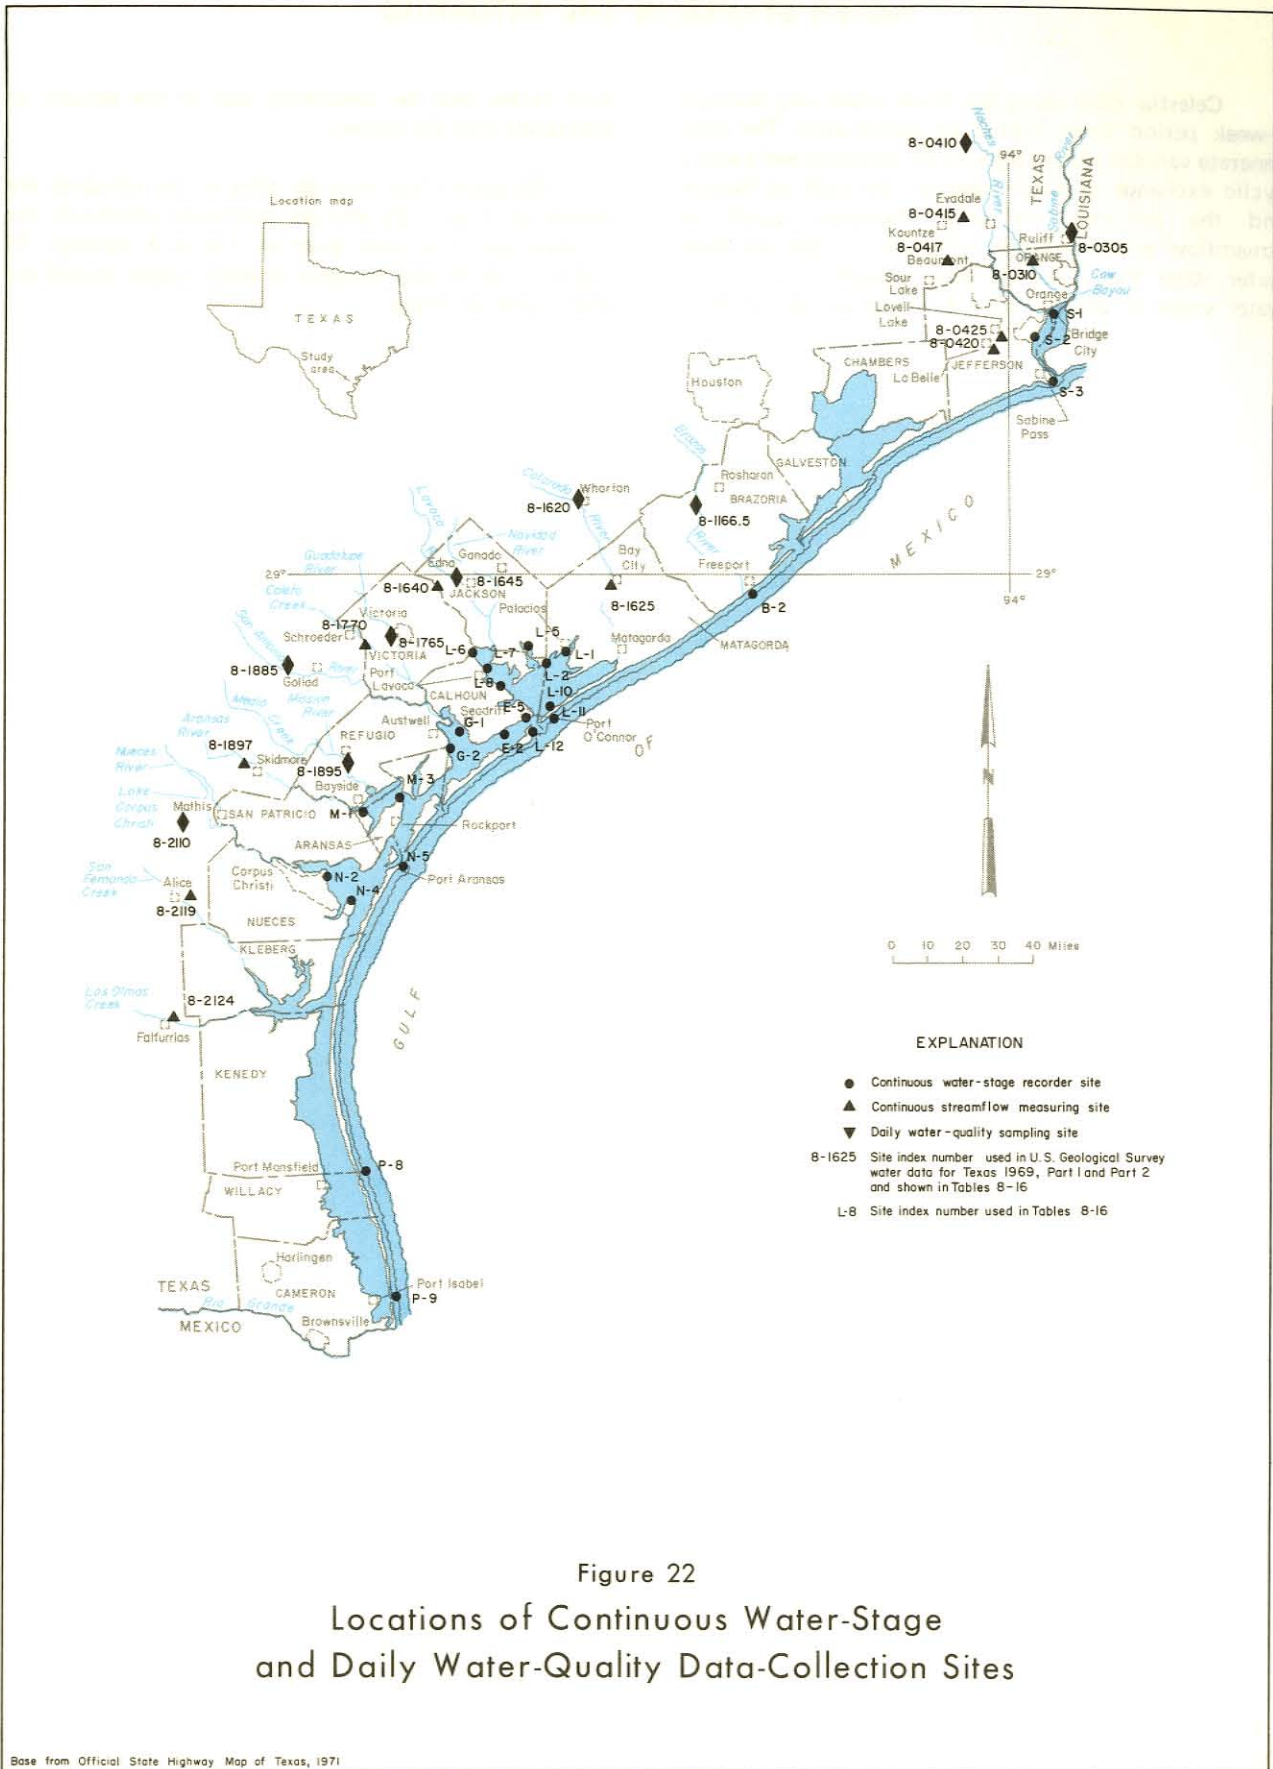 Location map
TEXAS
Study
area
8-0410
Neches
River
94°
TEXAS
Sabine
River
LOUISIANA
Evadale
8-0415
Kountze
8-0417
Beaumont
Ruliff
8-0305
ORANGE
8-0310
Cow
Bayou
Sour
Lake
Orange
S-1
Lovell
Lake
8-0425
8-0420
S-2
Bridge
City
CHAMBERS
JEFFERSON
La Belle
S-3
Sabine
Pass
Houston
Brazos
River
GALVESTON
Rosharon
BRAZORIA
8-1166.5
Colorado
River
Wharton
8-1620
Lavaca
Navidad
River
Bay
City
Freeport
GULF
OF
MEXICO
Guadalupe
River
Edna
Ganado
29°
29°
94°
8-1640
8-1645
JACKSON
8-1625
B-2
Coleto
Creek
Victoria
Palacios
San Antonio
River
8-1770
Schroeder
8-1765
VICTORIA
L-6
L-7
L-5
L-1
Matagorda
MATAGORDA
8-1885
Goliad
Port
Lavaca
L-8
L-2
CALHOUN
L-10
Medio
Creek
Mission
River
Seadrift
E-5
L-11
Aransas
River
Austwell
G-1
Port
O'Connor
REFUGIO
E-2
L-12
8-1897
G-2
Nueces
River
Skidmore
8-1895
Bayside
M-3
Lake
Corpus
Christi
Mathis
SAN PATRICIO
M-1
8-2110
Rockport
ARANSAS
San
Fernando
Creek
Corpus
Christi
N-5
N-2
Port Aransas
Alice
N-4
8-2119
NUECES
KLEBERG
N
0 10 20 30 40 Miles
Los Olmos
Creek
8-2124
Falfurrias
KENEDY
Port Mansfield
P-8
WILLACY
Harlingen
TEXAS
CAMERON
Port Isabel
P-9
Rio Grande
MEXICO
Brownsville
EXPLANATION
Continuous water-stage recorder site
Continuous streamflow measuring site
Daily water-quality sampling site
8-1625 Site index number used in U.S. Geological Survey
water data for Texas 1969, Part 1 and Part 2
and shown in Tables 8-16
L-8 Site index number used in Tables 8-16
Figure 22
Locations of Continuous Water-Stage
and Daily Water-Quality Data-Collection Sites
Base from Official State Highway Map of Texas, 1971